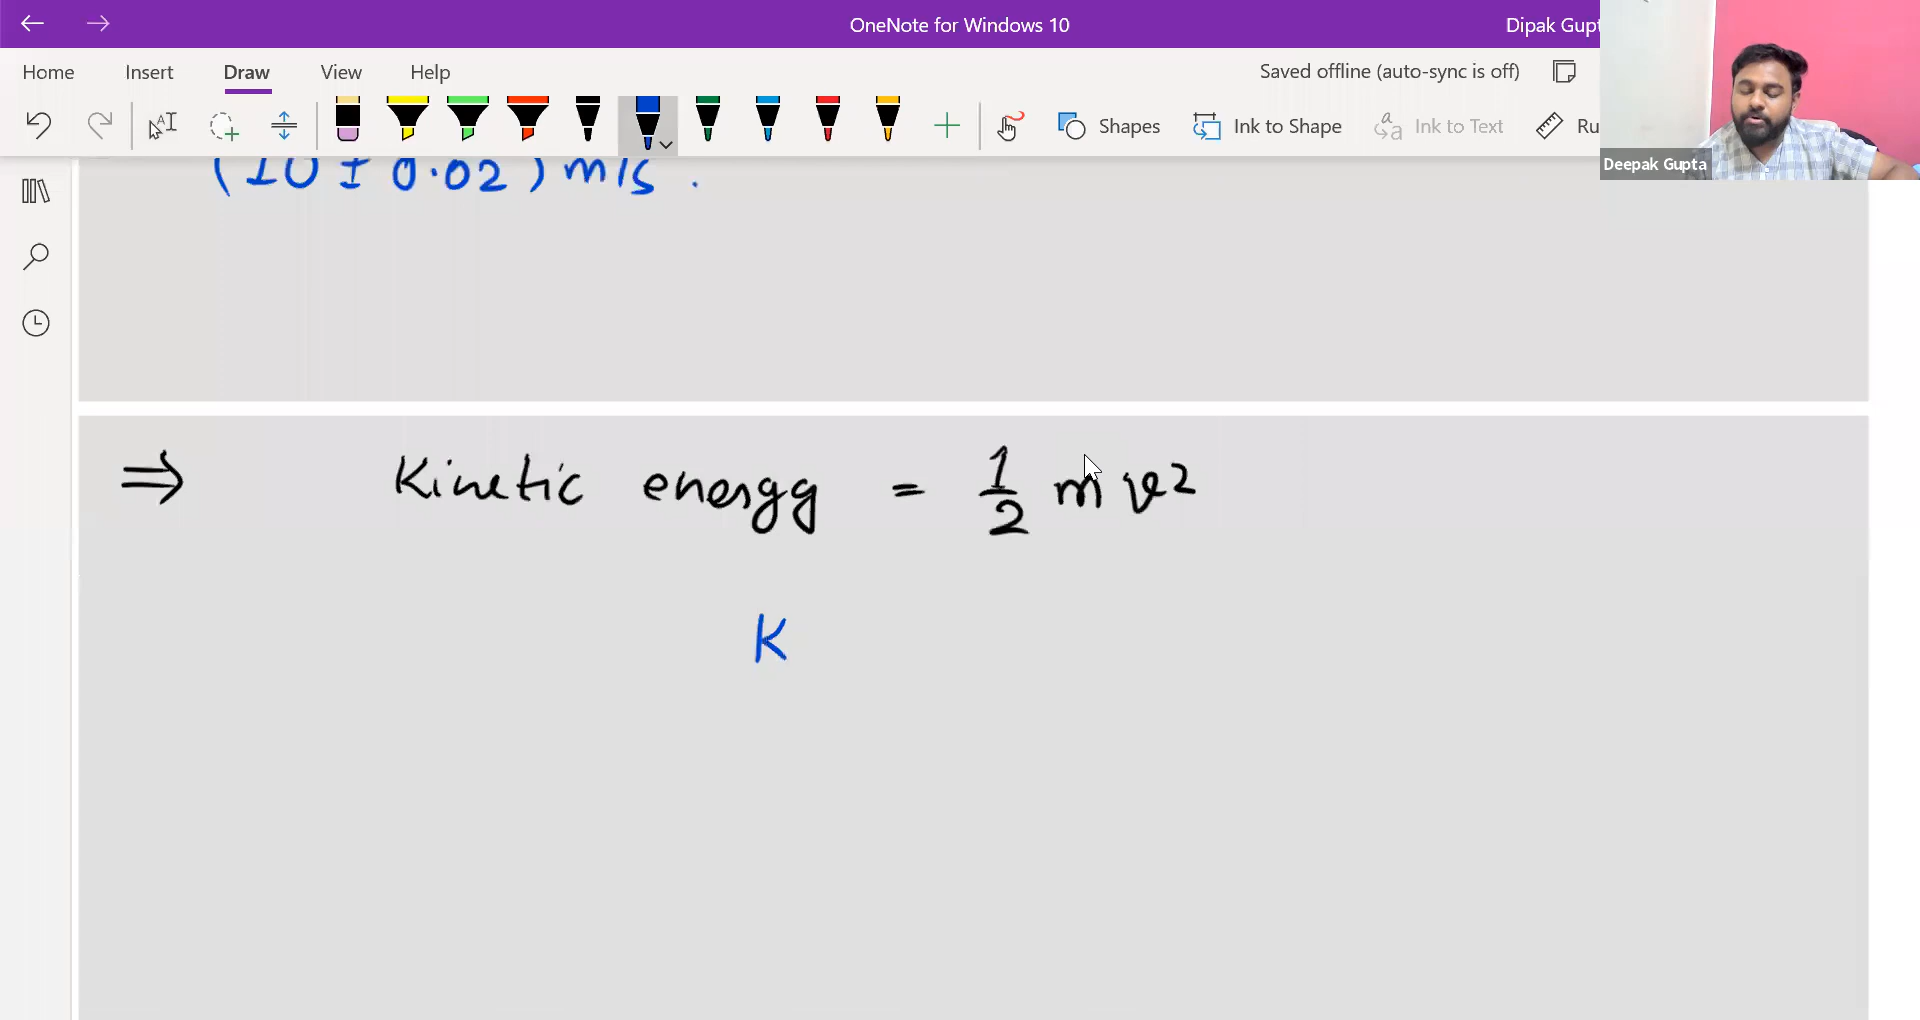 OneNote for Windows 10
Dipak Gupt
Home Insert Draw View Help
Saved offline (auto-sync is off)
Shapes Ink to Shape Ink to Text Ru
Deepak Gupta
(10 ± 0.02) m/s.
⇒ Kinetic energy = 1/2 mv²
K